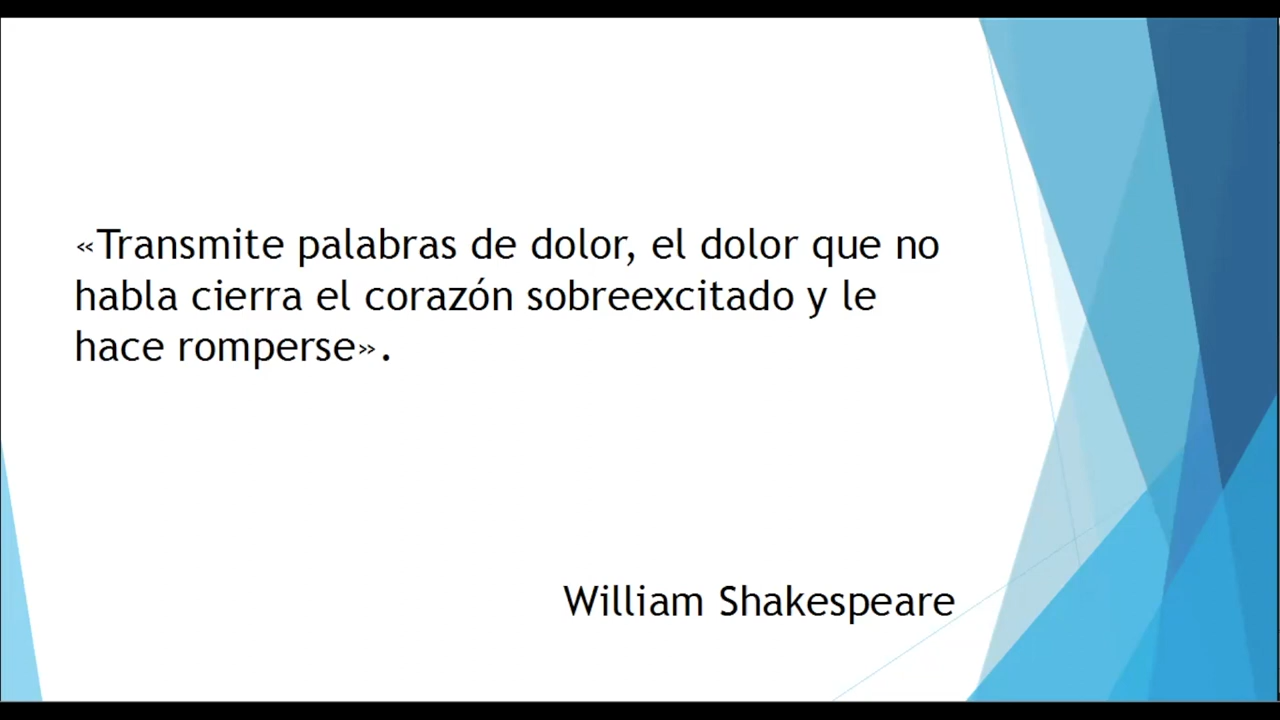 «Transmite palabras de dolor, el dolor que no
habla cierra el corazón sobreexcitado y le
hace romperse».
William Shakespeare